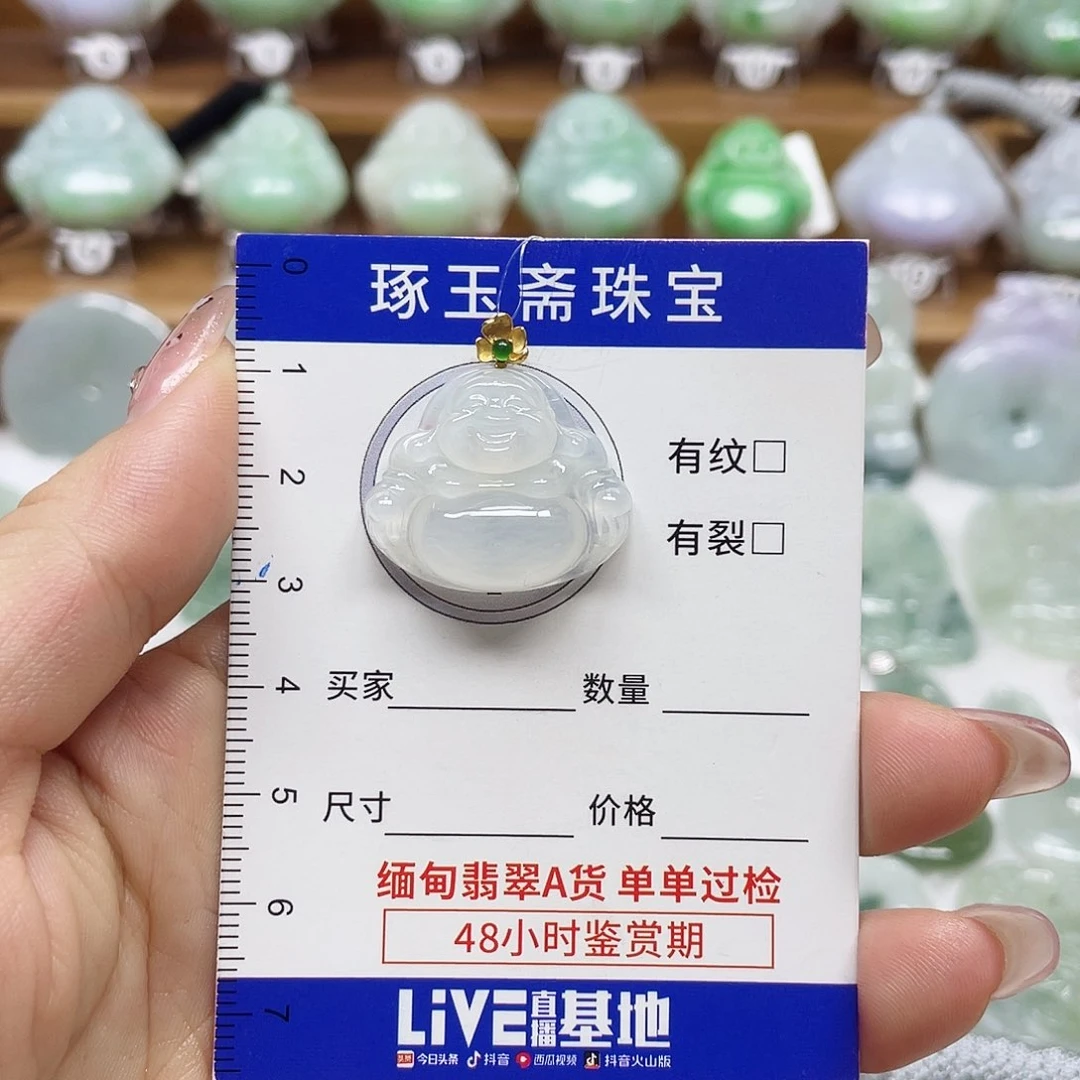 琢玉斋珠宝
0
1
2
3
4
5
6
7
有纹□
有裂□
买家 数量
尺寸 价格
缅甸翡翠A货 单单过检
48小时鉴赏期
LiVE直播基地
头条 今日头条 抖音 西瓜视频 抖音火山版